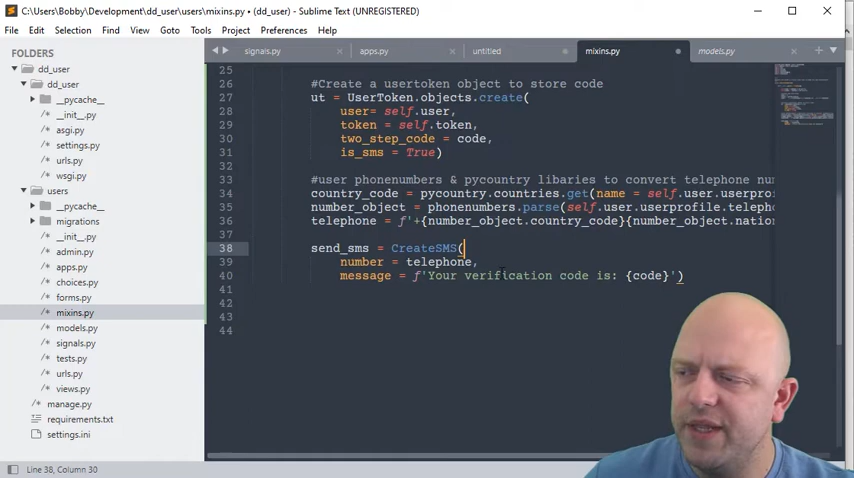 C:\Users\Bobby\Development\dd_user\users\mixins.py • (dd_user) - Sublime Text (UNREGISTERED)
File Edit Selection Find View Goto Tools Project Preferences Help
FOLDERS
dd_user
dd_user
__pycache__
__init__.py
asgi.py
settings.py
urls.py
wsgi.py
users
__pycache__
migrations
__init__.py
admin.py
apps.py
choices.py
forms.py
mixins.py
models.py
signals.py
tests.py
urls.py
views.py
manage.py
requirements.txt
settings.ini
signals.py apps.py untitled mixins.py models.py
25
26 #Create a usertoken object to store code
27 ut = UserToken.objects.create(
28 user= self.user,
29 token = self.token,
30 two_step_code = code,
31 is_sms = True)
32
33 #user phonenumbers & pycountry libaries to convert telephone num
34 country_code = pycountry.countries.get(name = self.user.userprof
35 number_object = phonenumbers.parse(self.user.userprofile.teleph
36 telephone = f'+{number_object.country_code}{number_object.nation
37
38 send_sms = CreateSMS(
39 number = telephone,
40 message = f'Your verification code is: {code}')
41
42
43
44
Line 38, Column 30